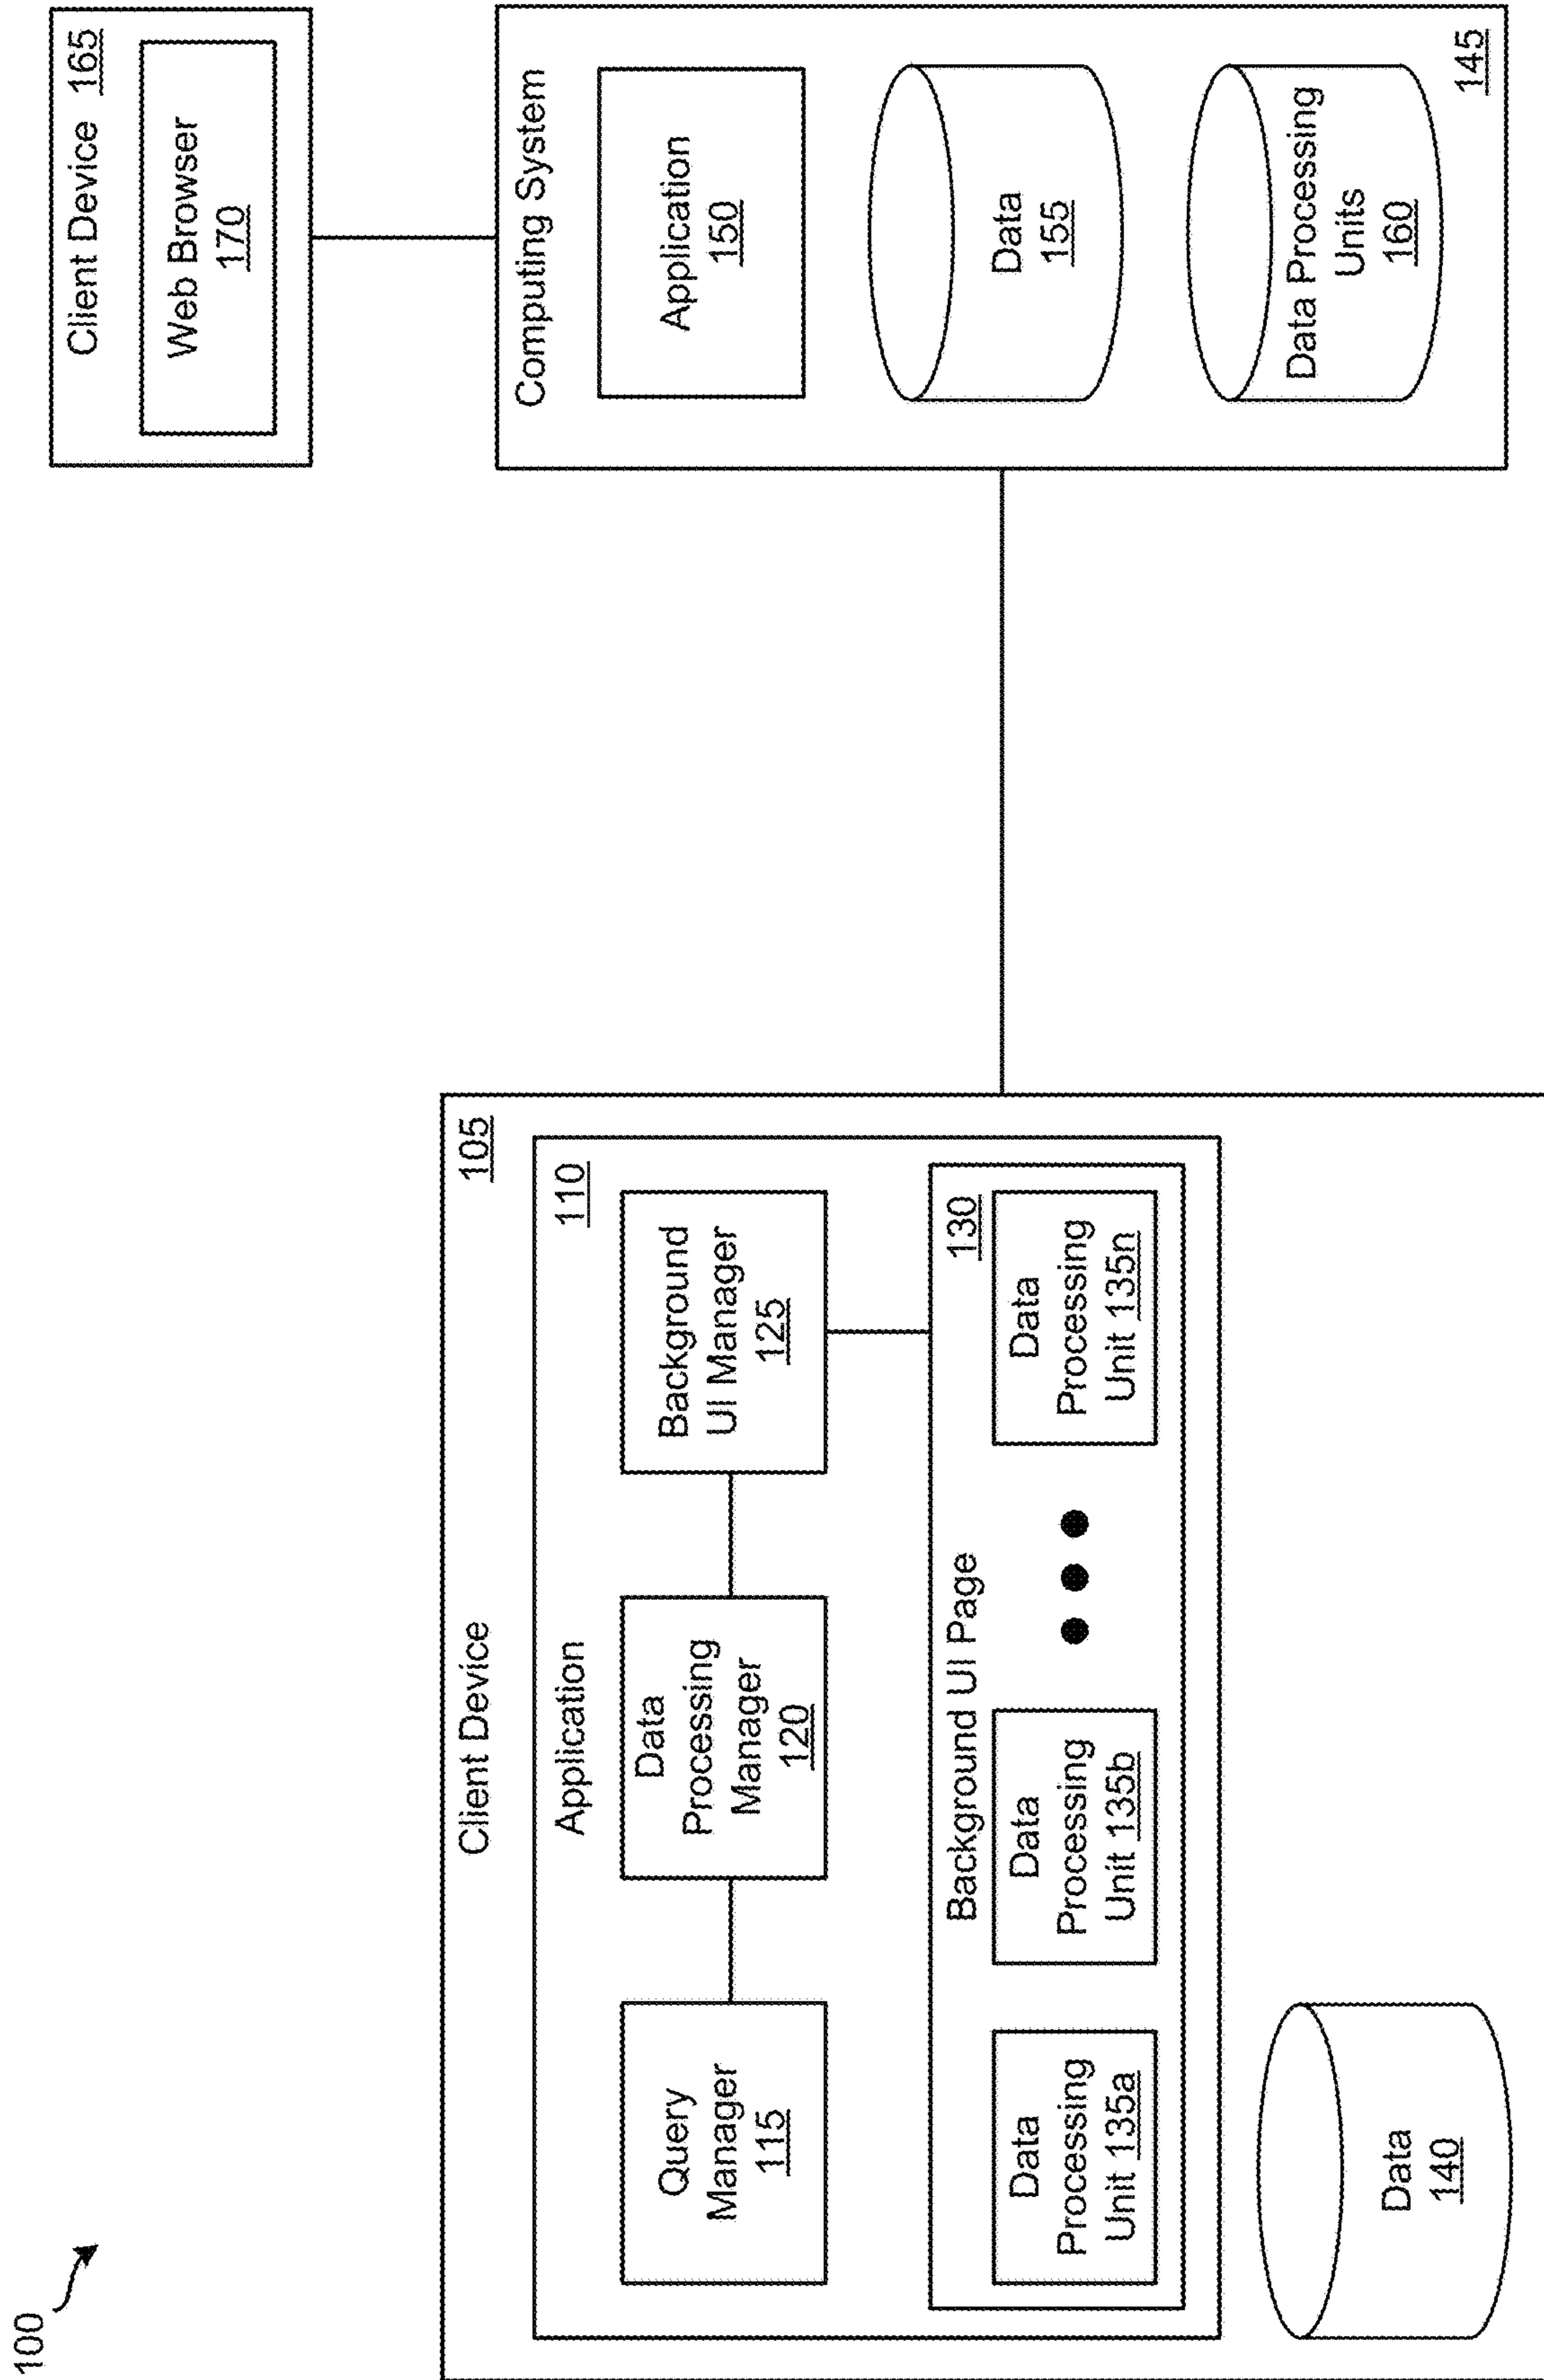 100
Client Device
105
Application
110
Query
Manager
115
Data
Processing
Manager
120
Background
UI Manager
125
Background UI Page
130
Data
Processing
Unit 135a
Data
Processing
Unit 135b
Data
Processing
Unit 135n
Data
140
Client Device 165
Web Browser
170
Computing System
Application
150
Data
155
Data Processing
Units
160
145